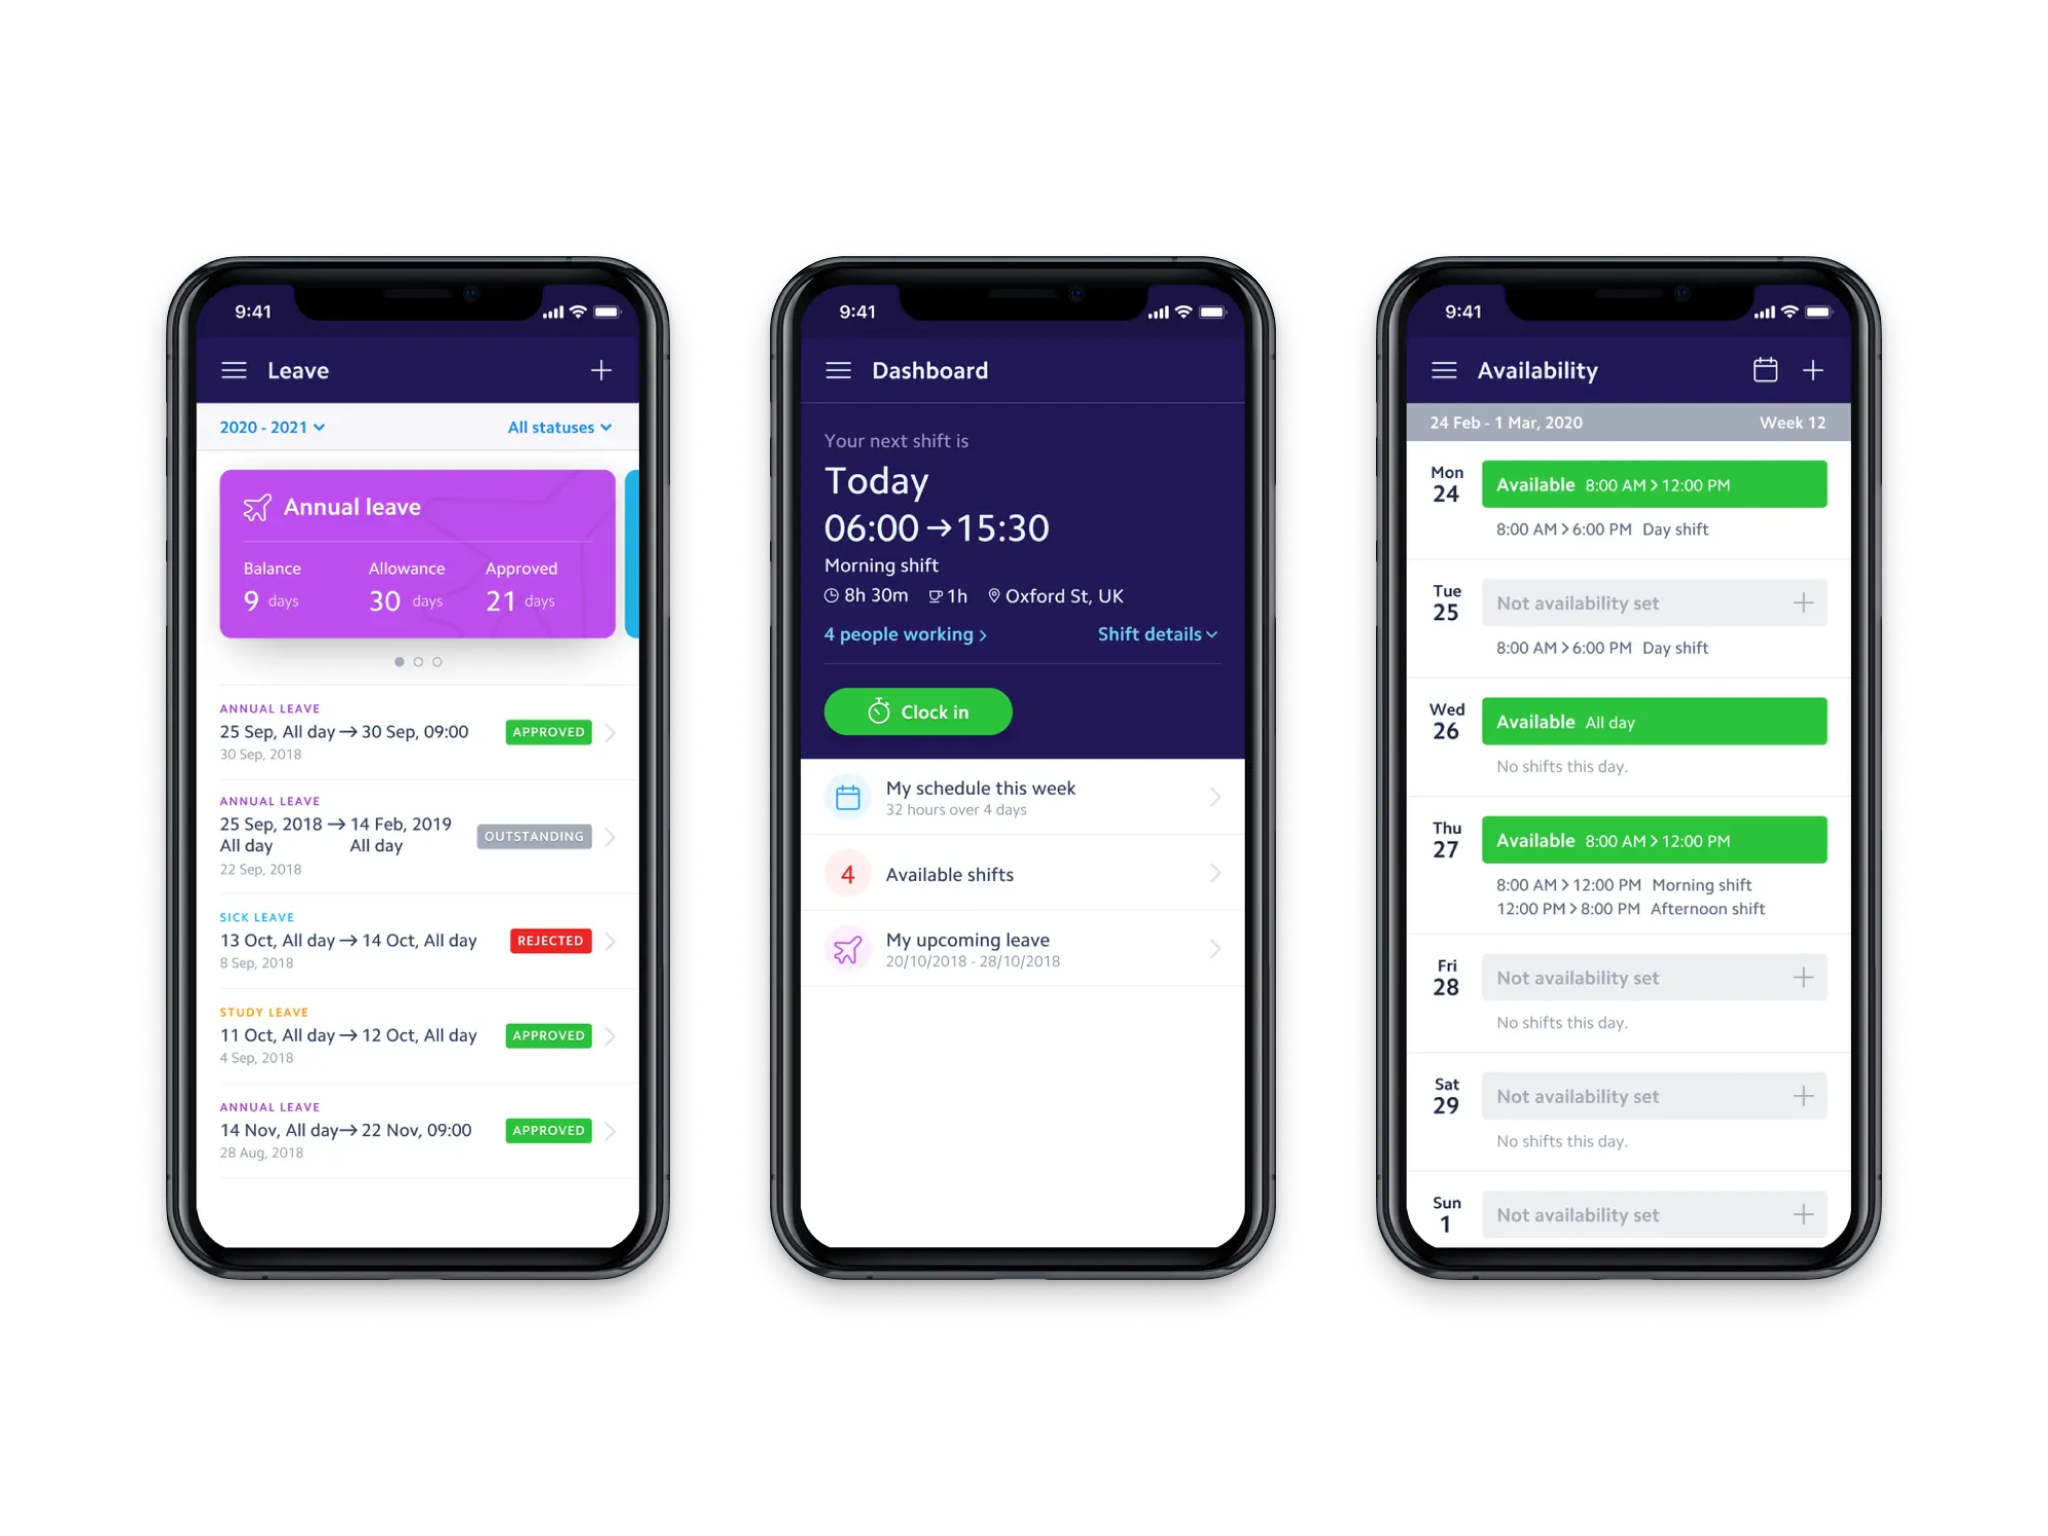 9:41
Leave
2020 - 2021
All statuses
Annual leave
Balance Allowance Approved
9 days 30 days 21 days
ANNUAL LEAVE
25 Sep, All day → 30 Sep, 09:00
APPROVED
30 Sep, 2018
ANNUAL LEAVE
25 Sep, 2018 → 14 Feb, 2019
All day All day
OUTSTANDING
22 Sep, 2018
SICK LEAVE
13 Oct, All day → 14 Oct, All day
REJECTED
8 Sep, 2018
STUDY LEAVE
11 Oct, All day → 12 Oct, All day
APPROVED
4 Sep, 2018
ANNUAL LEAVE
14 Nov, All day→ 22 Nov, 09:00
APPROVED
28 Aug, 2018
9:41
Dashboard
Your next shift is
Today
06:00 →15:30
Morning shift
8h 30m 1h Oxford St, UK
4 people working >
Shift details
Clock in
My schedule this week
32 hours over 4 days
4 Available shifts
My upcoming leave
20/10/2018 - 28/10/2018
9:41
Availability
24 Feb - 1 Mar, 2020 Week 12
Mon
24
Available 8:00 AM > 12:00 PM
8:00 AM > 6:00 PM Day shift
Tue
25
Not availability set
8:00 AM > 6:00 PM Day shift
Wed
26
Available All day
No shifts this day.
Thu
27
Available 8:00 AM > 12:00 PM
8:00 AM > 12:00 PM Morning shift
12:00 PM > 8:00 PM Afternoon shift
Fri
28
Not availability set
No shifts this day.
Sat
29
Not availability set
No shifts this day.
Sun
1
Not availability set